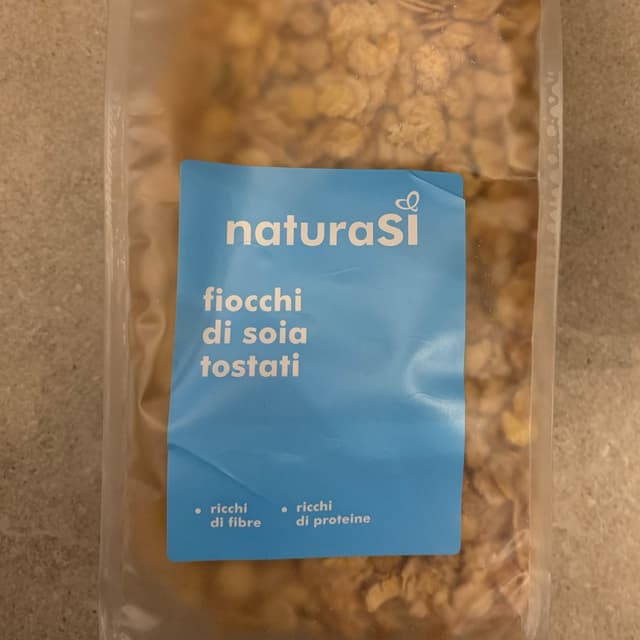 naturaSì
fiocchi
di soia
tostati
• ricchi
di fibre
• ricchi
di proteine